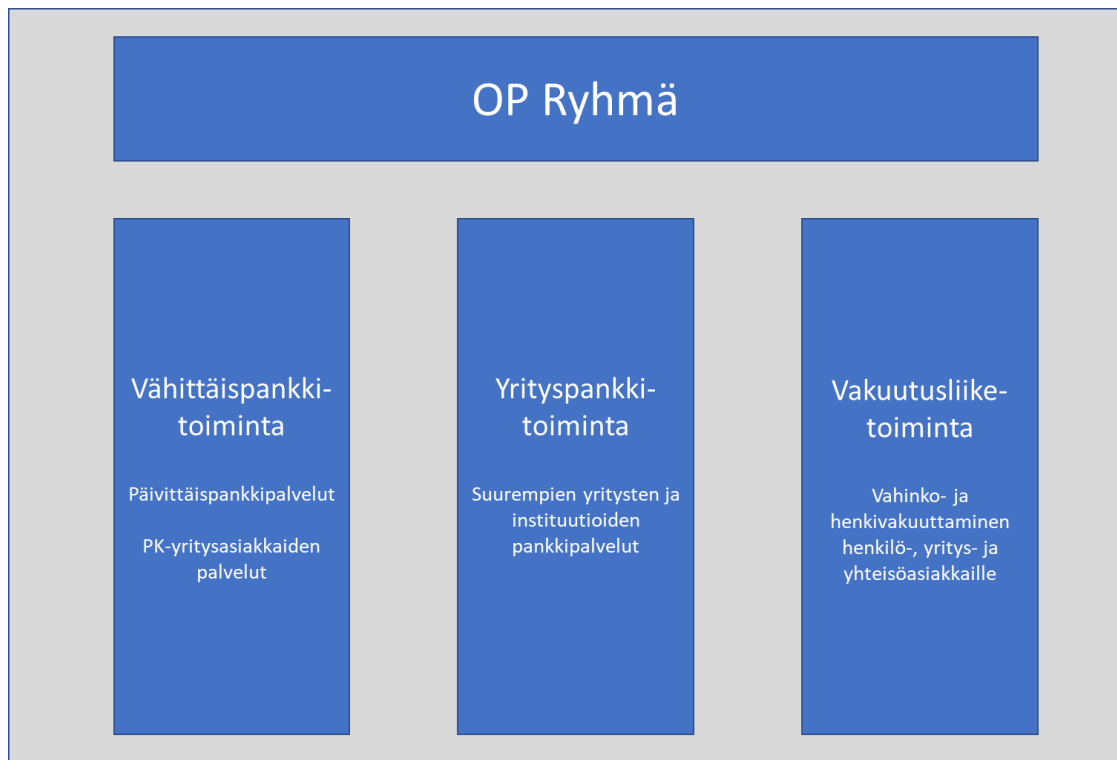 OP Ryhmä
Vähittäispankki-
toiminta
Päivittäispankkipalvelut
PK-yritysasiakkaiden
palvelut
Yrityspankki-
toiminta
Suurempien yritysten ja
instituutioiden
pankkipalvelut
Vakuutusliike-
toiminta
Vahinko- ja
henkivakuuttaminen
henkilö-, yritys- ja
yhteisöasiakkaille